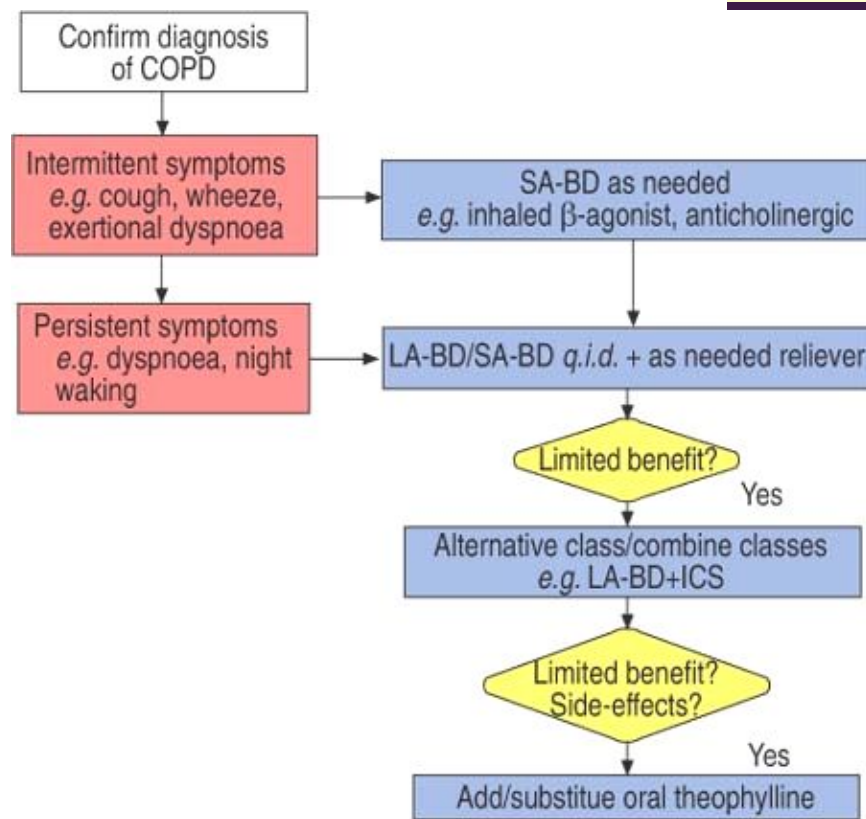 Confirm diagnosis
of COPD
Intermittent symptoms
e.g. cough, wheeze,
exertional dyspnoea
SA-BD as needed
e.g. inhaled β-agonist, anticholinergic
Persistent symptoms
e.g. dyspnoea, night
waking
LA-BD/SA-BD q.i.d. + as needed reliever
Limited benefit?
Yes
Alternative class/combine classes
e.g. LA-BD+ICS
Limited benefit?
Side-effects?
Yes
Add/substitue oral theophylline